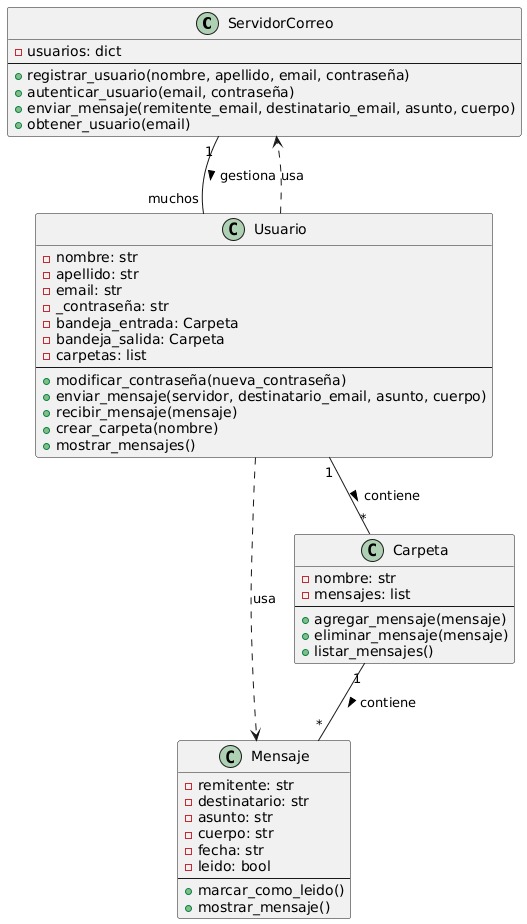 C ServidorCorreo
usuarios: dict
registrar_usuario(nombre, apellido, email, contraseña)
autenticar_usuario(email, contraseña)
enviar_mensaje(remitente_email, destinatario_email, asunto, cuerpo)
obtener_usuario(email)
1
gestiona
usa
muchos
C Usuario
nombre: str
apellido: str
email: str
_contraseña: str
bandeja_entrada: Carpeta
bandeja_salida: Carpeta
carpetas: list
modificar_contraseña(nueva_contraseña)
enviar_mensaje(servidor, destinatario_email, asunto, cuerpo)
recibir_mensaje(mensaje)
crear_carpeta(nombre)
mostrar_mensajes()
1
contiene
*
C Carpeta
nombre: str
mensajes: list
agregar_mensaje(mensaje)
eliminar_mensaje(mensaje)
listar_mensajes()
usa
1
contiene
*
C Mensaje
remitente: str
destinatario: str
asunto: str
cuerpo: str
fecha: str
leido: bool
marcar_como_leido()
mostrar_mensaje()